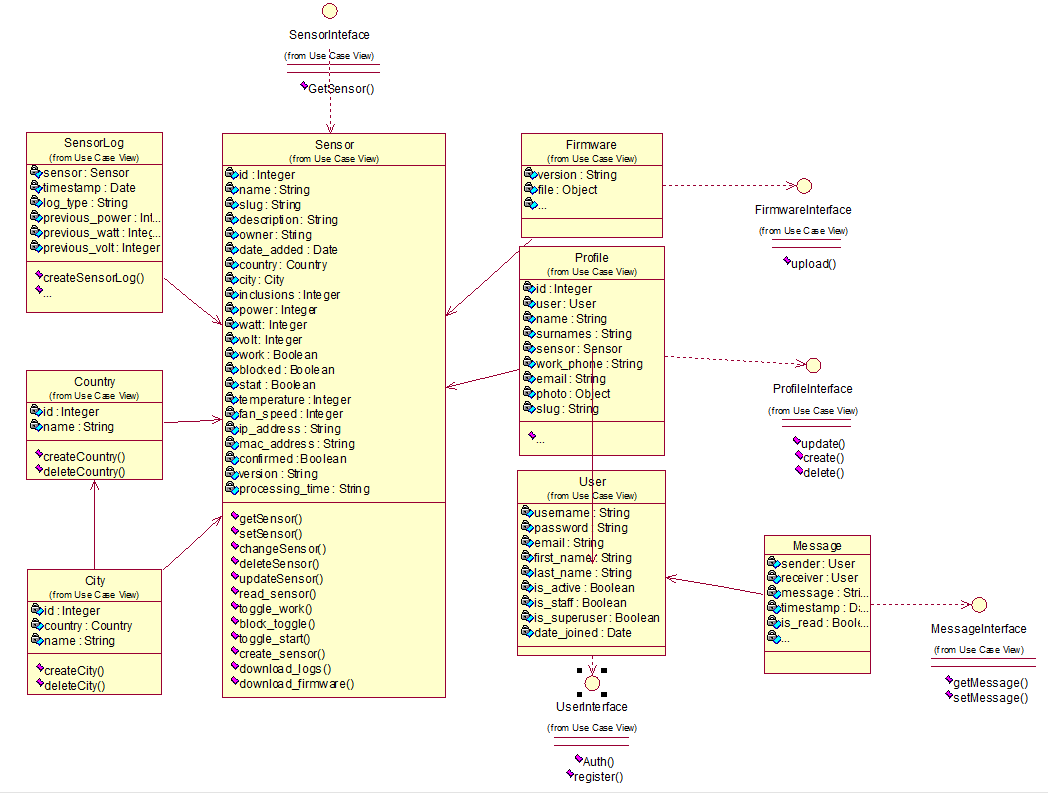 SensorInteface
(from Use Case View)
GetSensor()
SensorLog
(from Use Case View)
sensor : Sensor
timestamp : Date
log_type : String
previous_power : Int...
previous_watt : Integ...
previous_volt : Integer
createSensorLog()
...
Country
(from Use Case View)
id : Integer
name : String
createCountry()
deleteCountry()
City
(from Use Case View)
id : Integer
country : Country
name : String
createCity()
deleteCity()
Sensor
(from Use Case View)
id : Integer
name : String
slug : String
description : String
owner : String
date_added : Date
country : Country
city : City
inclusions : Integer
power : Integer
watt : Integer
volt : Integer
work : Boolean
blocked : Boolean
start : Boolean
temperature : Integer
fan_speed : Integer
ip_address : String
mac_address : String
confirmed : Boolean
version : String
processing_time : String
getSensor()
setSensor()
changeSensor()
deleteSensor()
updateSensor()
read_sensor()
toggle_work()
block_toggle()
toggle_start()
create_sensor()
download_logs()
download_firmware()
Firmware
(from Use Case View)
version : String
file : Object
...
Profile
(from Use Case View)
id : Integer
user : User
name : String
surnames : String
sensor : Sensor
work_phone : String
email : String
photo : Object
slug : String
...
User
(from Use Case View)
username : String
password : String
email : String
first_name : String
last_name : String
is_active : Boolean
is_staff : Boolean
is_superuser : Boolean
date_joined : Date
UserInterface
(from Use Case View)
Auth()
register()
FirmwareInterface
(from Use Case View)
upload()
ProfileInterface
(from Use Case View)
update()
create()
delete()
Message
sender : User
receiver : User
message : Stri...
timestamp : Da...
is_read : Boole...
...
MessageInterface
(from Use Case View)
getMessage()
setMessage()